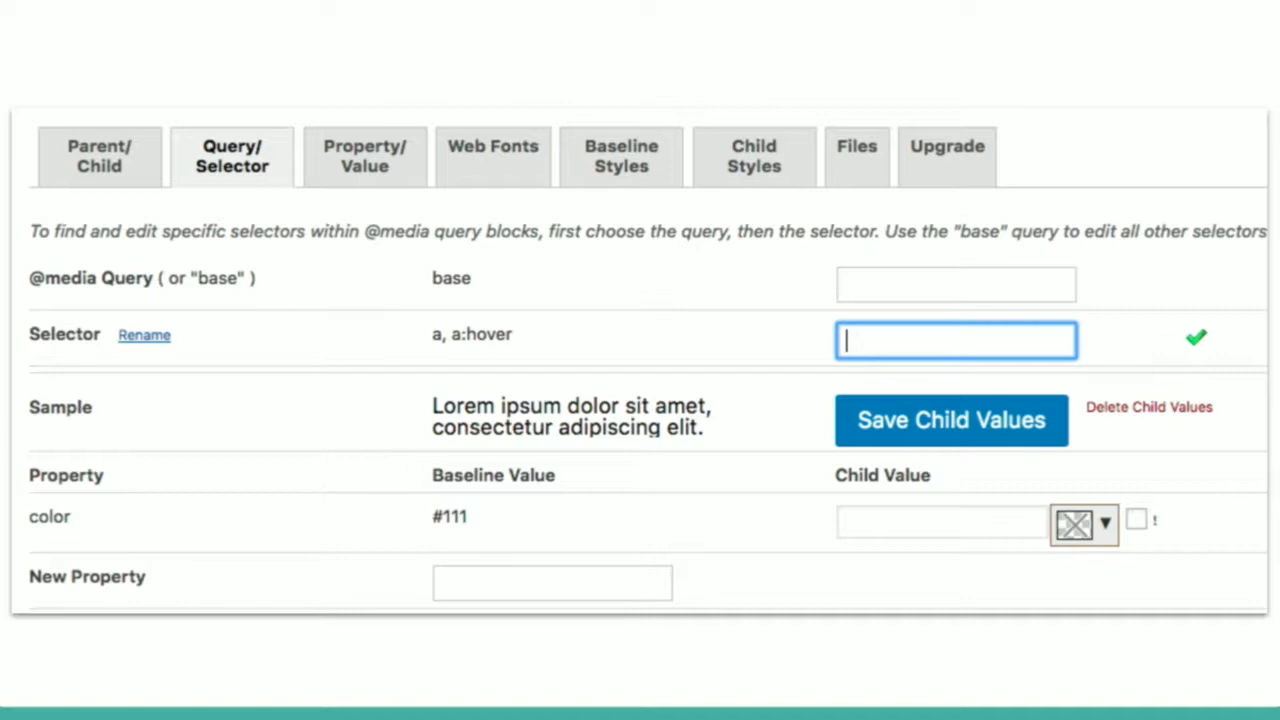 Parent/
Child
Query/
Selector
Property/
Value
Web Fonts
Baseline
Styles
Child
Styles
Files
Upgrade
To find and edit specific selectors within @media query blocks, first choose the query, then the selector. Use the "base" query to edit all other selectors
@media Query ( or "base" ) base
Selector Rename a, a:hover
Sample Lorem ipsum dolor sit amet,
consectetur adipiscing elit.
Save Child Values Delete Child Values
Property Baseline Value Child Value
color #111 !
New Property